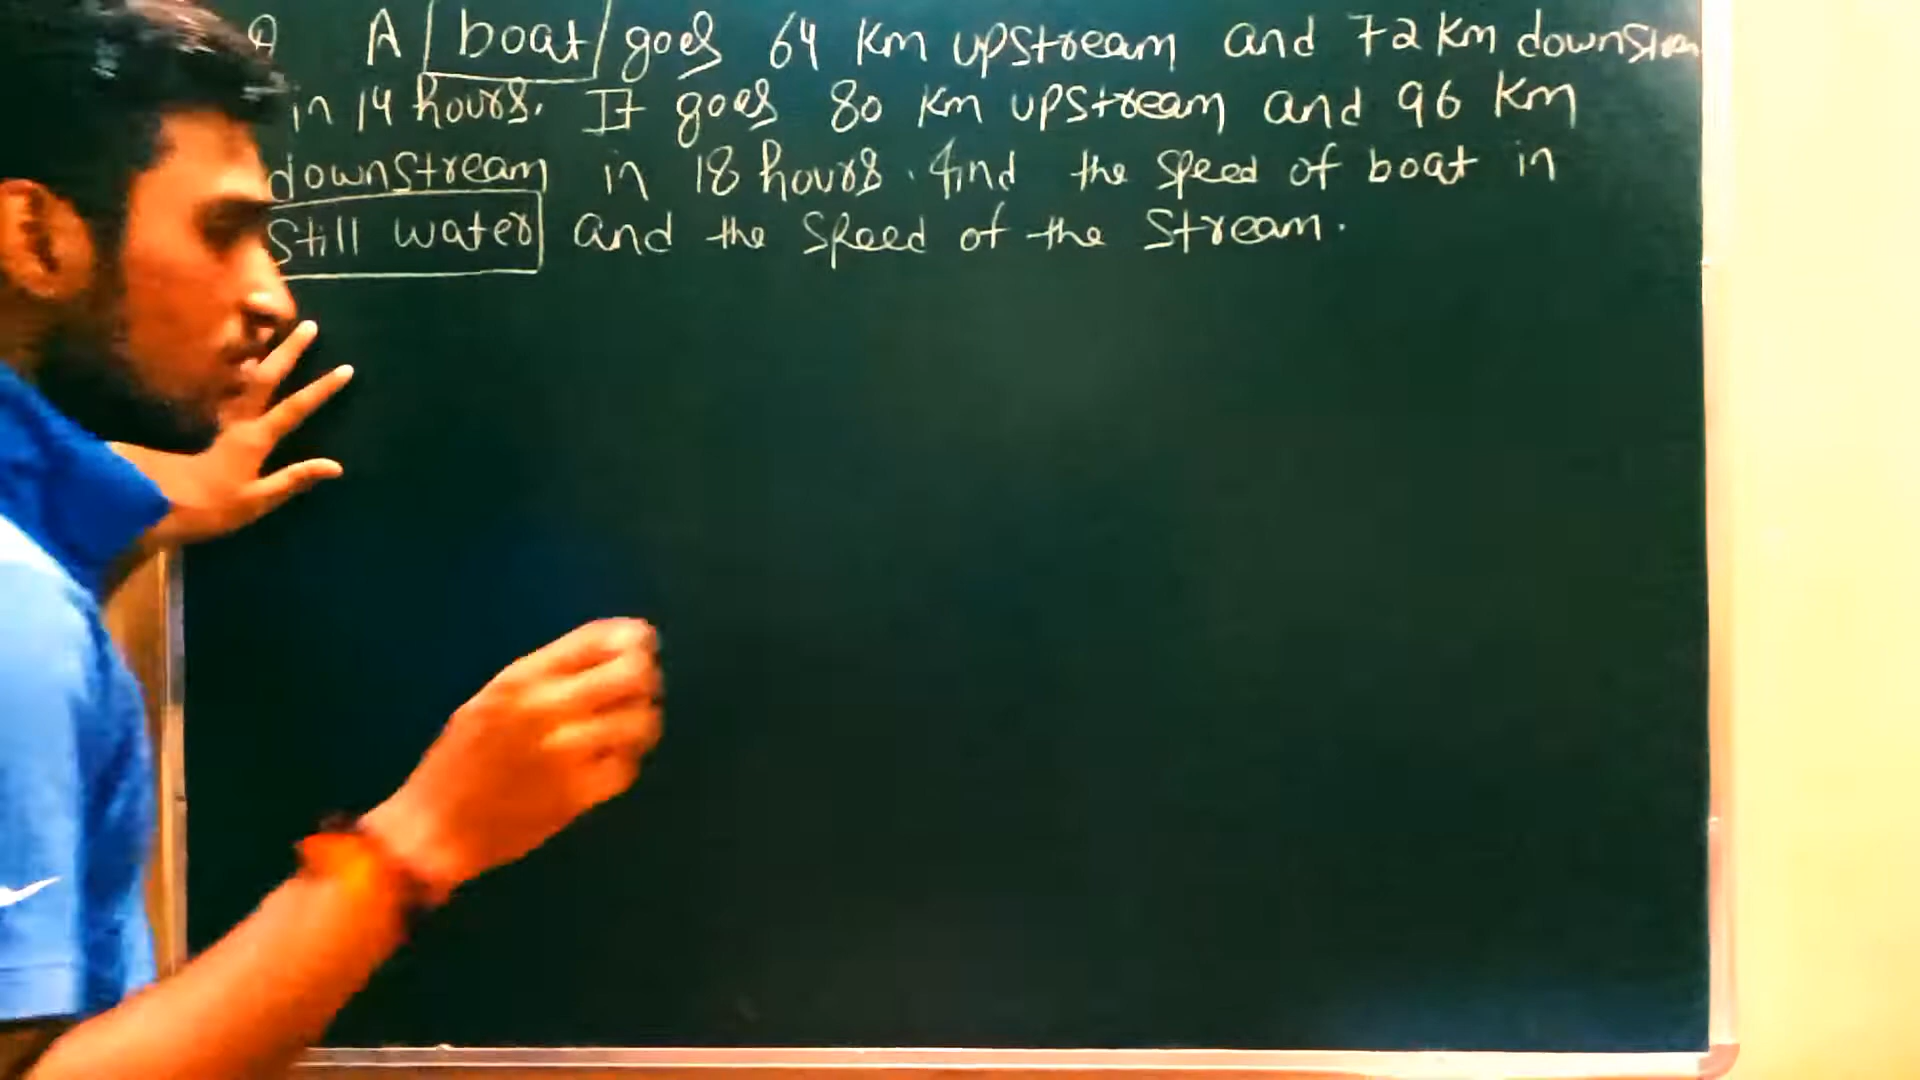 Q A boat goes 64 Km upstream and 72 Km downstream
in 14 hours. It goes 80 Km upstream and 96 Km
downstream in 18 hours. find the speed of boat in
still water and the speed of the stream.